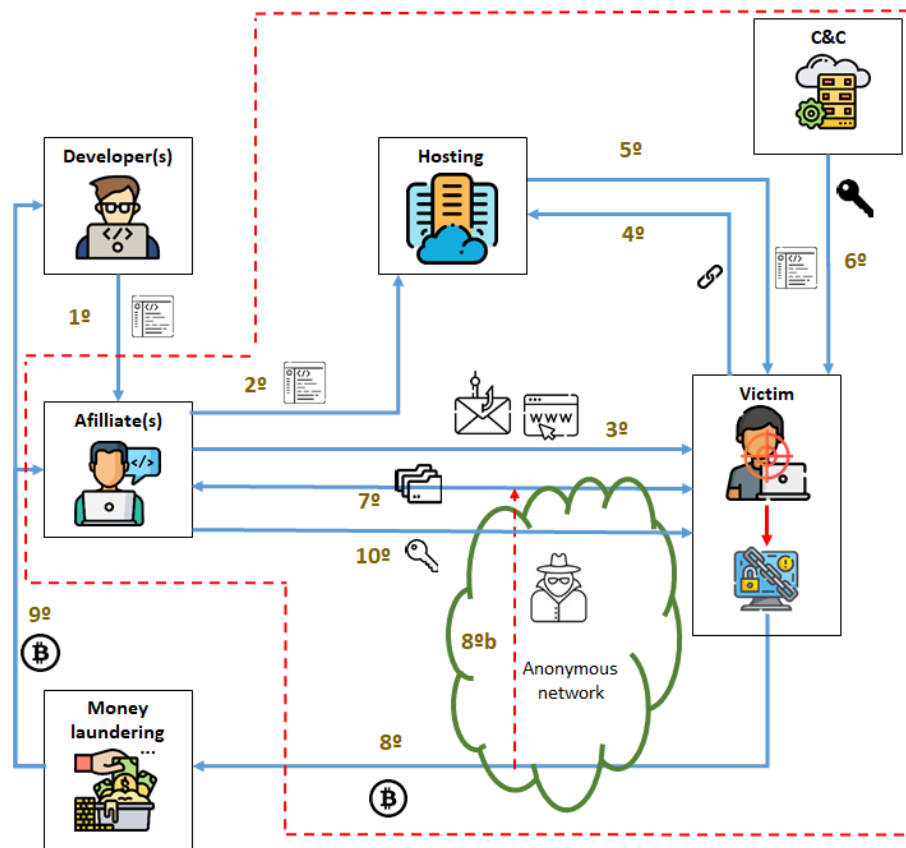 C&C
Developer(s)
Hosting
5º
4º
6º
1º
2º
Afilliate(s)
WWW
3º
Victim
7º
10º
8ºb
Anonymous
network
9º
Money
laundering
...
8º